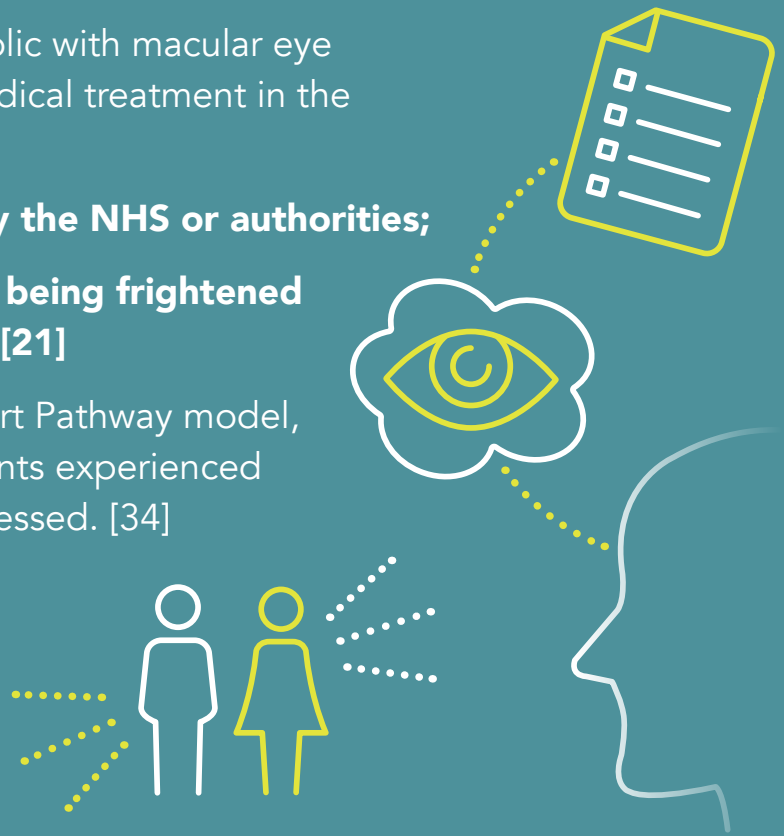 blic with macular eye
dical treatment in the
y the NHS or authorities;
being frightened
[21]
rt Pathway model,
nts experienced
essed. [34]